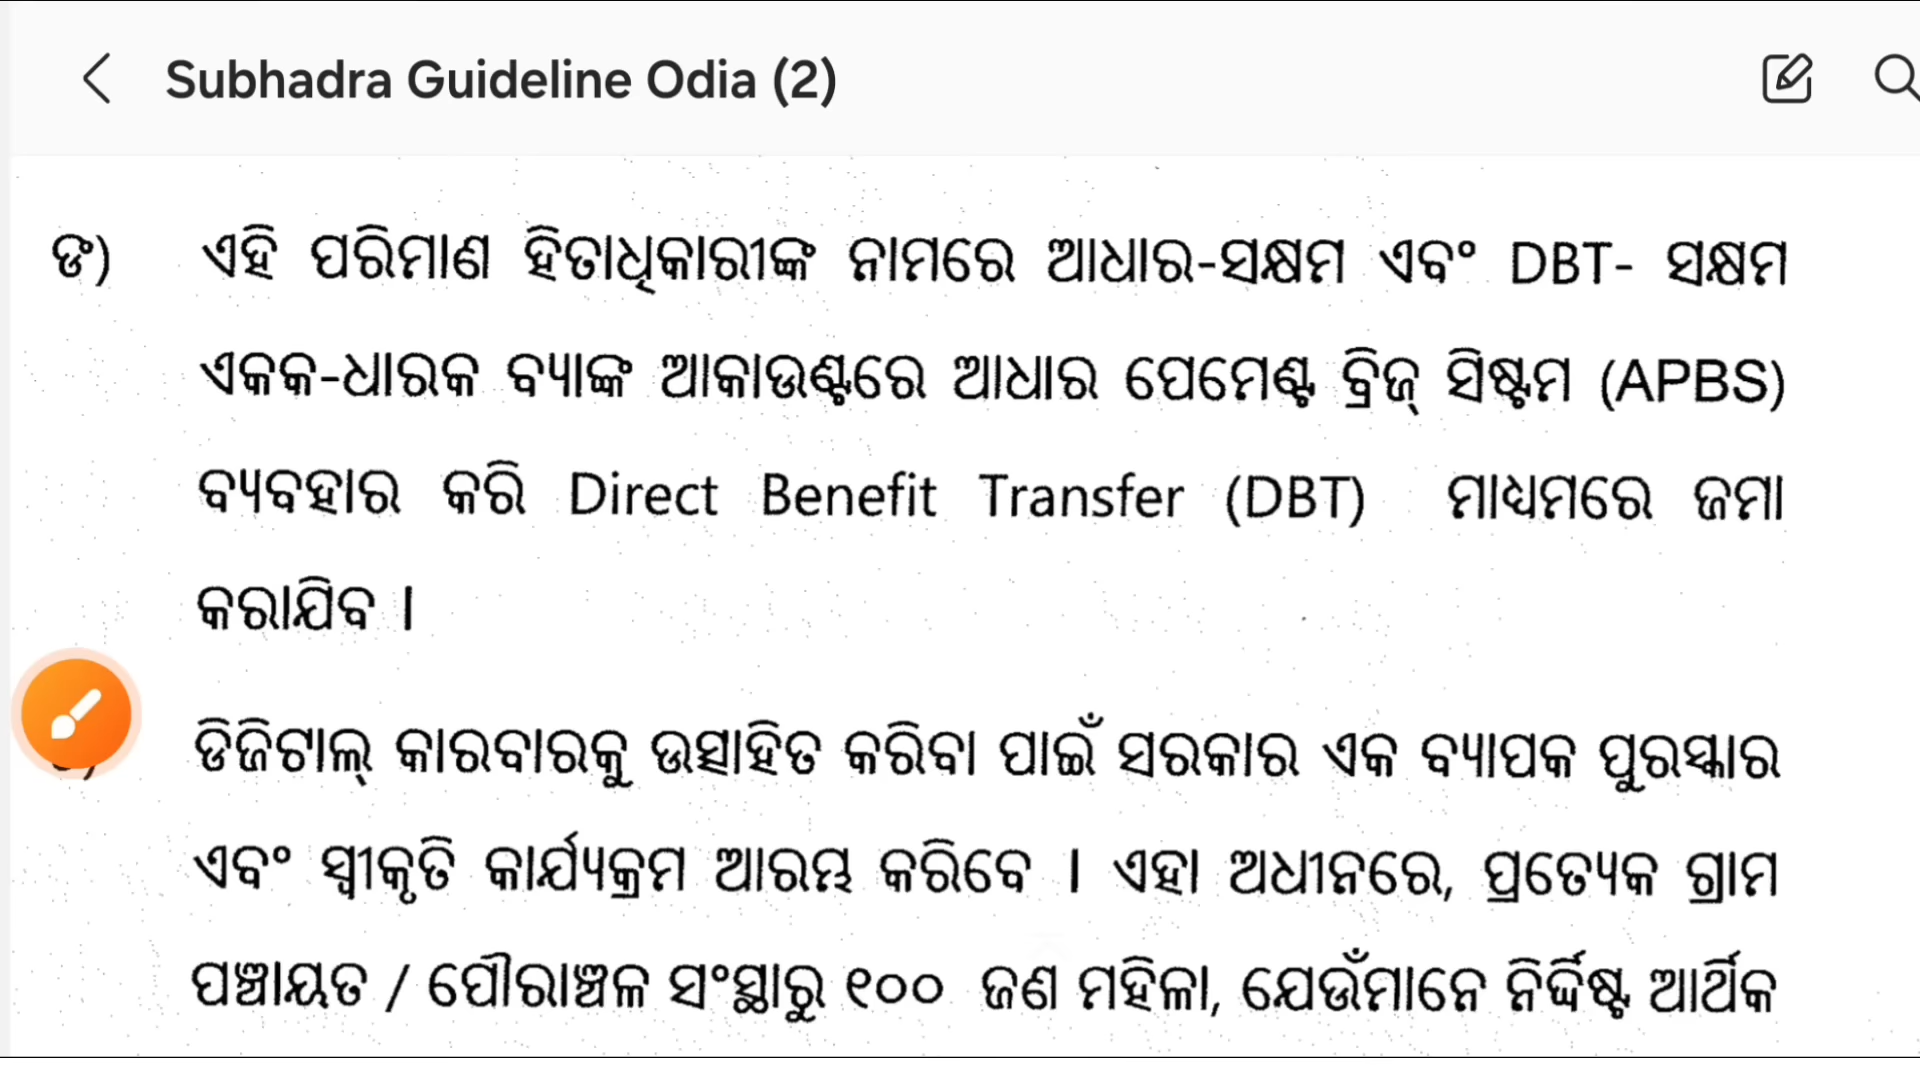 Subhadra Guideline Odia (2)
ଙ) ଏହି ପରିମାଣ ହିତାଧିକାରୀଙ୍କ ନାମରେ ଆଧାର-ସକ୍ଷମ ଏବଂ DBT- ସକ୍ଷମ
ଏକକ-ଧାରକ ବ୍ୟାଙ୍କ ଆକାଉଣ୍ଟରେ ଆଧାର ପେମେଣ୍ଟ ବ୍ରିଜ୍ ସିଷ୍ଟମ (APBS)
ବ୍ୟବହାର କରି Direct Benefit Transfer (DBT) ମାଧ୍ୟମରେ ଜମା
କରାଯିବ ।
ଡିଜିଟାଲ୍ କାରବାରକୁ ଉତ୍ସାହିତ କରିବା ପାଇଁ ସରକାର ଏକ ବ୍ୟାପକ ପୁରସ୍କାର
ଏବଂ ସ୍ୱୀକୃତି କାର୍ଯ୍ୟକ୍ରମ ଆରମ୍ଭ କରିବେ । ଏହା ଅଧୀନରେ, ପ୍ରତ୍ୟେକ ଗ୍ରାମ
ପଞ୍ଚାୟତ / ପୌରାଞ୍ଚଳ ସଂସ୍ଥାରୁ ୧୦୦ ଜଣ ମହିଳା, ଯେଉଁମାନେ ନିର୍ଦ୍ଦିଷ୍ଟ ଆର୍ଥିକ